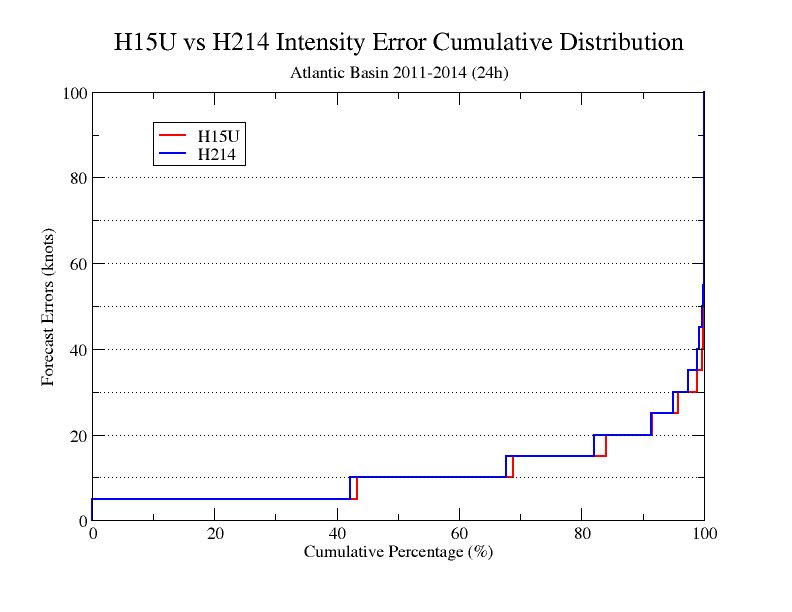 H15U vs H214 Intensity Error Cumulative Distribution
Atlantic Basin 2011-2014 (24h)
100
H15U
H214
80
60
Forecast Errors (knots)
40
20
0
0 20 40 60 80 100
Cumulative Percentage (%)